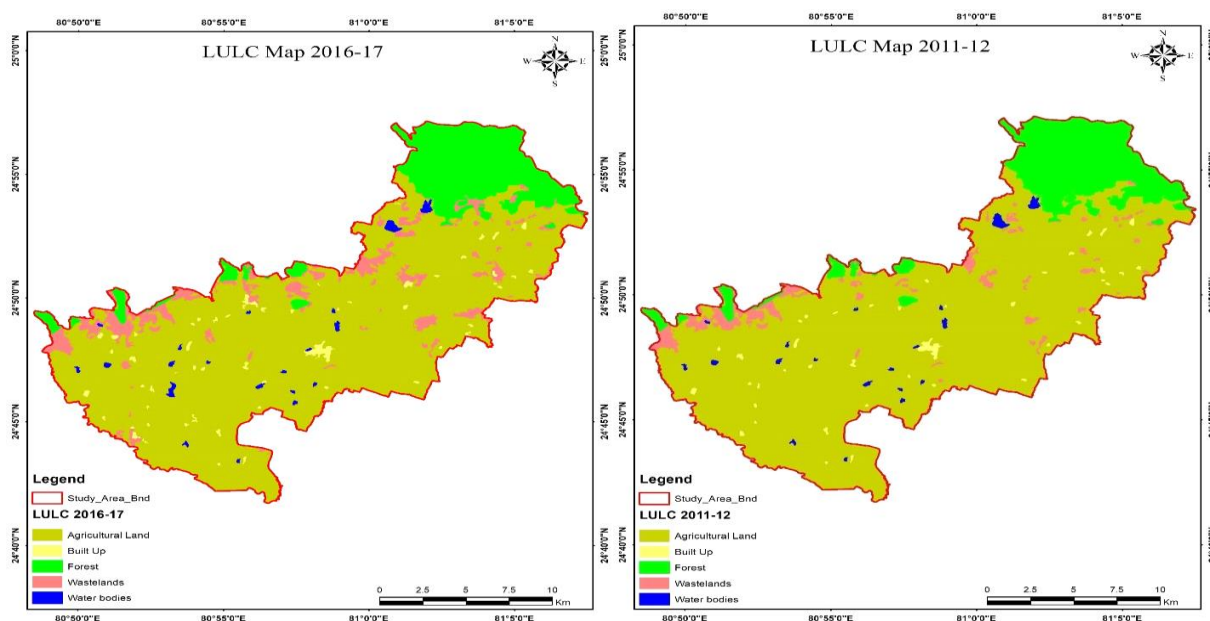 80°50'0"E 80°55'0"E 81°0'0"E 81°5'0"E
LULC Map 2016-17
N
W E
S
25°0'0"N
24°55'0"N
24°50'0"N
24°45'0"N
24°40'0"N
Legend
Study_Area_Bnd
LULC 2016-17
Agricultural Land
Built Up
Forest
Wastelands
Water bodies
0 2.5 5 7.5 10
Km
80°50'0"E 80°55'0"E 81°0'0"E 81°5'0"E
80°50'0"E 80°55'0"E 81°0'0"E 81°5'0"E
LULC Map 2011-12
N
W E
S
25°0'0"N
24°55'0"N
24°50'0"N
24°45'0"N
24°40'0"N
Legend
Study_Area_Bnd
LULC 2011-12
Agricultural Land
Built Up
Forest
Wastelands
Water bodies
0 2.5 5 7.5 10
Km
80°50'0"E 80°55'0"E 81°0'0"E 81°5'0"E